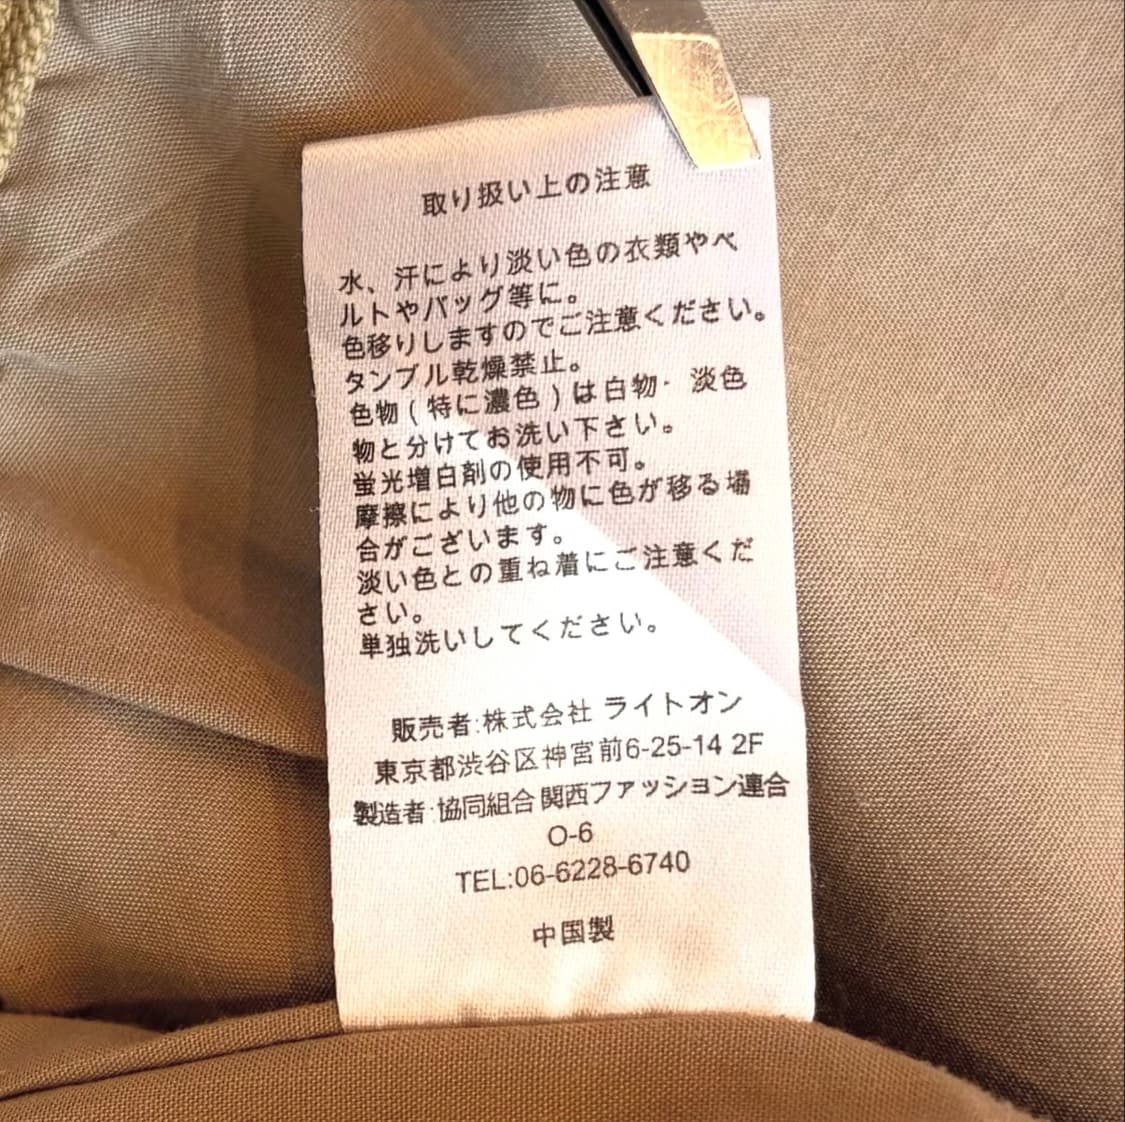 取り扱い上の注意
水、汗により淡い色の衣類やベ
ルトやバッグ等に。
色移りしますのでご注意ください。
タンブル乾燥禁止。
色物(特に濃色)は白物・淡色
物と分けてお洗い下さい。
蛍光増白剤の使用不可。
摩擦により他の物に色が移る場
合がございます。
淡い色との重ね着にご注意くだ
さい。
単独洗いしてください。
販売者:株式会社 ライトオン
東京都渋谷区神宮前6-25-14 2F
製造者:協同組合 関西ファッション連合
O-6
TEL:06-6228-6740
中国製